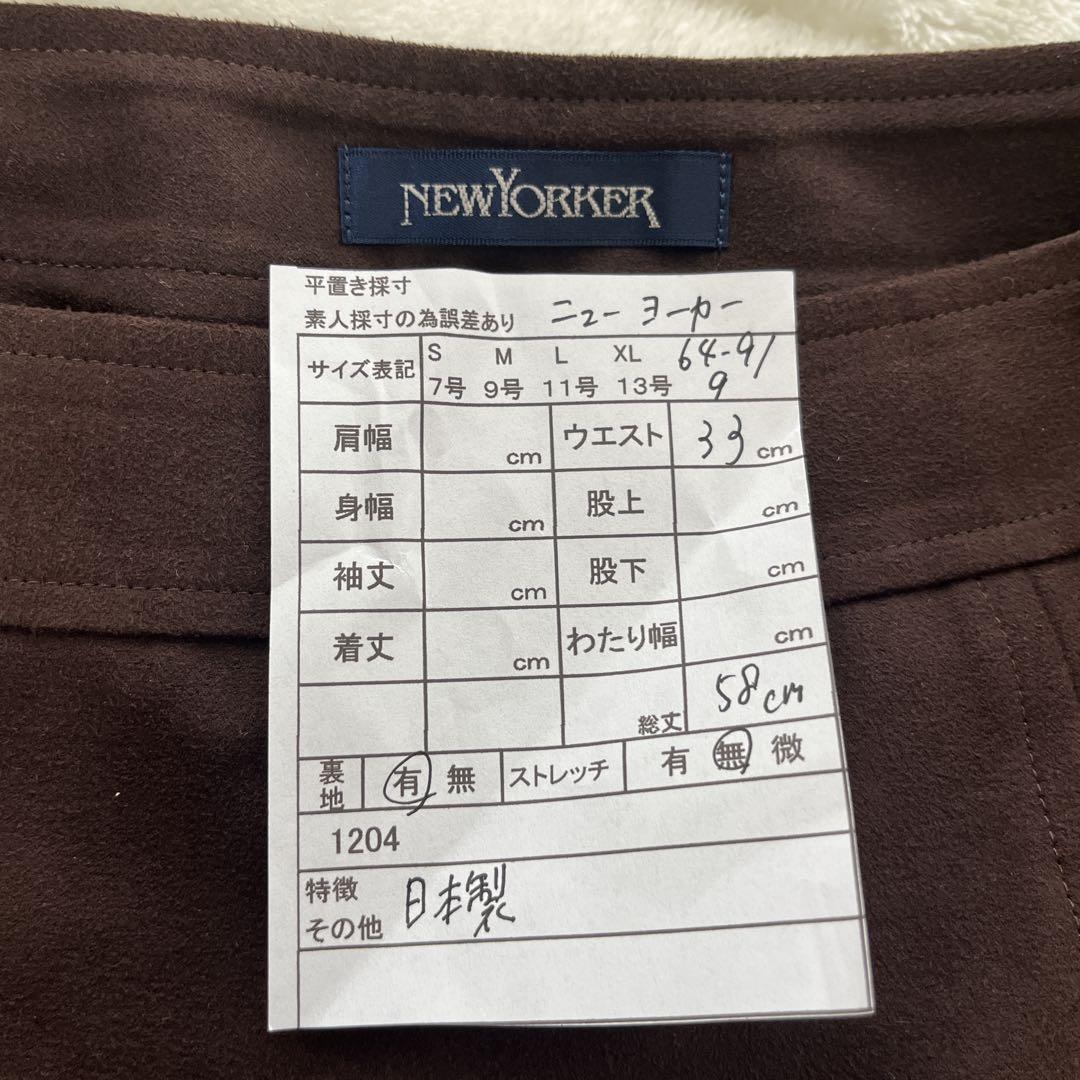 NEWYORKER
平置き採寸
素人採寸の為誤差あり ニューヨーカー
サイズ表記 S M L XL 64-91
7号 9号 11号 13号 9
肩幅 cm ウエスト 33cm
身幅 cm 股上 cm
袖丈 cm 股下 cm
着丈 cm わたり幅 cm
総丈 58cm
裏地 有 無 ストレッチ 有 無 微
1204
特徴
その他 日本製